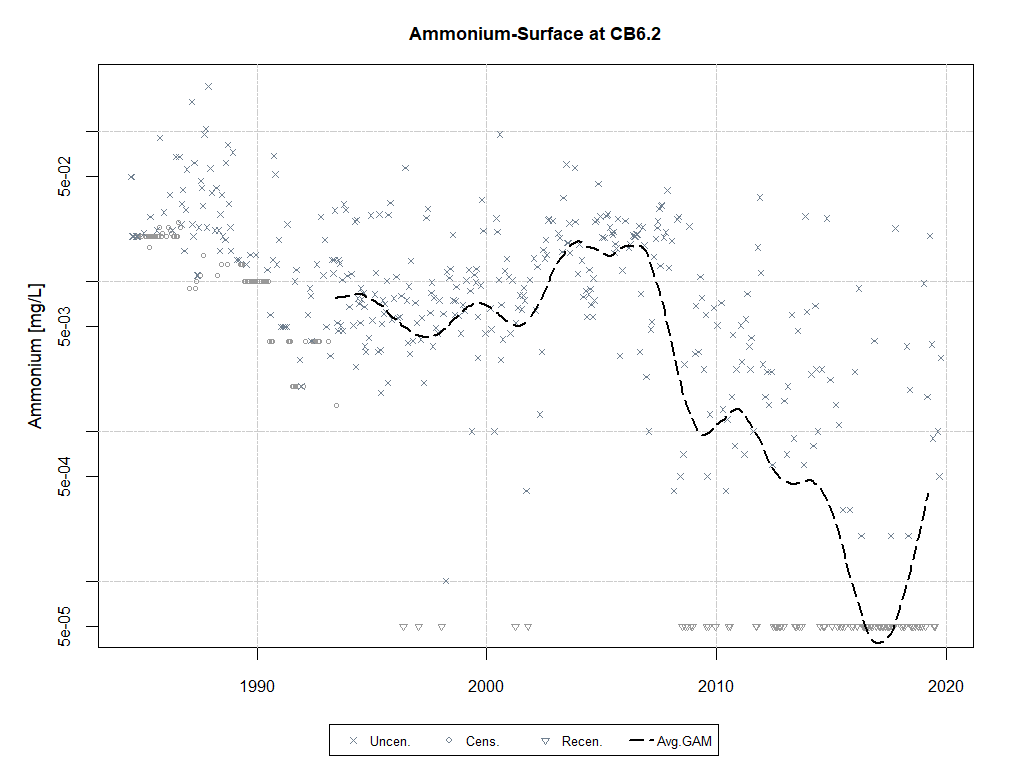 Ammonium-Surface at CB6.2
Ammonium [mg/L]
5e-02
5e-03
5e-04
5e-05
1990 2000 2010 2020
Uncen. Cens. Recen. Avg.GAM